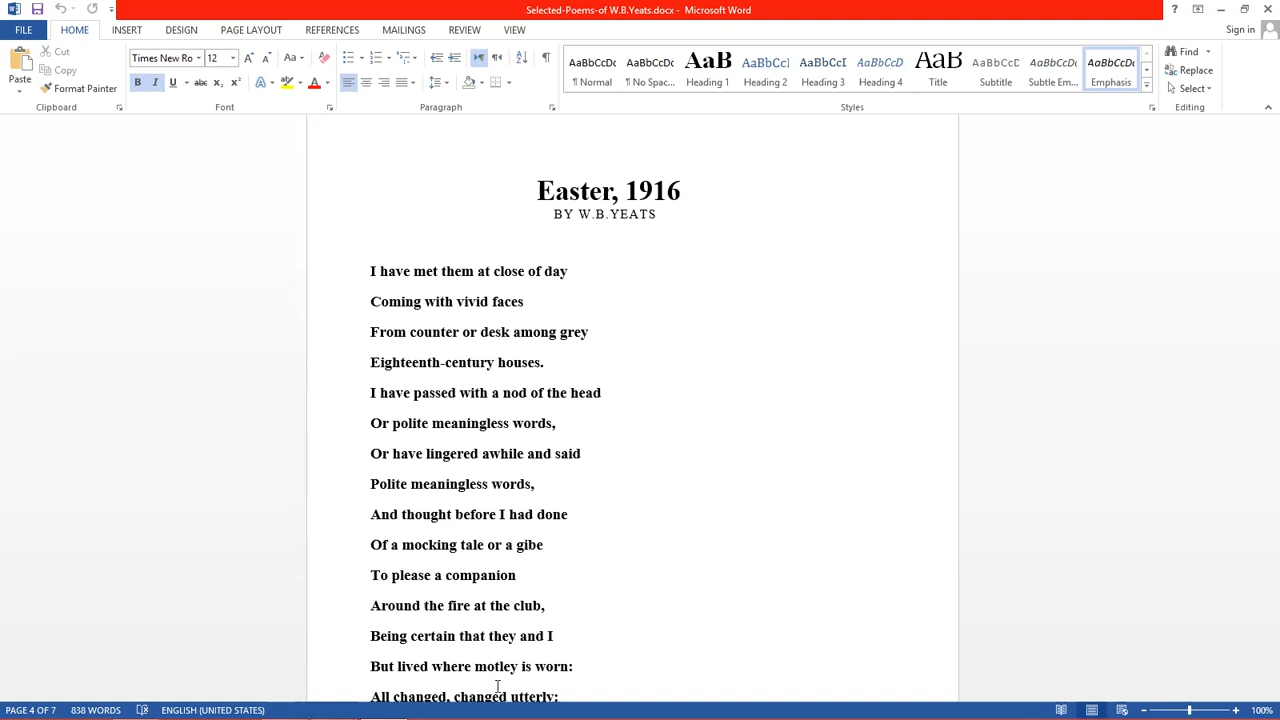 Selected-Poems-of W.B.Yeats.docx - Microsoft Word
?
FILE HOME INSERT DESIGN PAGE LAYOUT REFERENCES MAILINGS REVIEW VIEW Sign in
Paste
Cut
Copy
Format Painter
Clipboard
Times New Ro 12
Aa
B I U abc x₂ x² A A
Font
Paragraph
AaBbCcDc AaBbCcDc AaB AaBbCcI AaBbCcI AaBbCcD AaB AaBbCcD AaBbCcDc AaBbCcDc
¶ Normal ¶ No Spac... Heading 1 Heading 2 Heading 3 Heading 4 Title Subtitle Subtle Em... Emphasis
Styles
Find
Replace
Select
Editing
Easter, 1916
BY W.B.YEATS
I have met them at close of day
Coming with vivid faces
From counter or desk among grey
Eighteenth-century houses.
I have passed with a nod of the head
Or polite meaningless words,
Or have lingered awhile and said
Polite meaningless words,
And thought before I had done
Of a mocking tale or a gibe
To please a companion
Around the fire at the club,
Being certain that they and I
But lived where motley is worn:
All changed, changed utterly:
PAGE 4 OF 7 838 WORDS ENGLISH (UNITED STATES) 100%